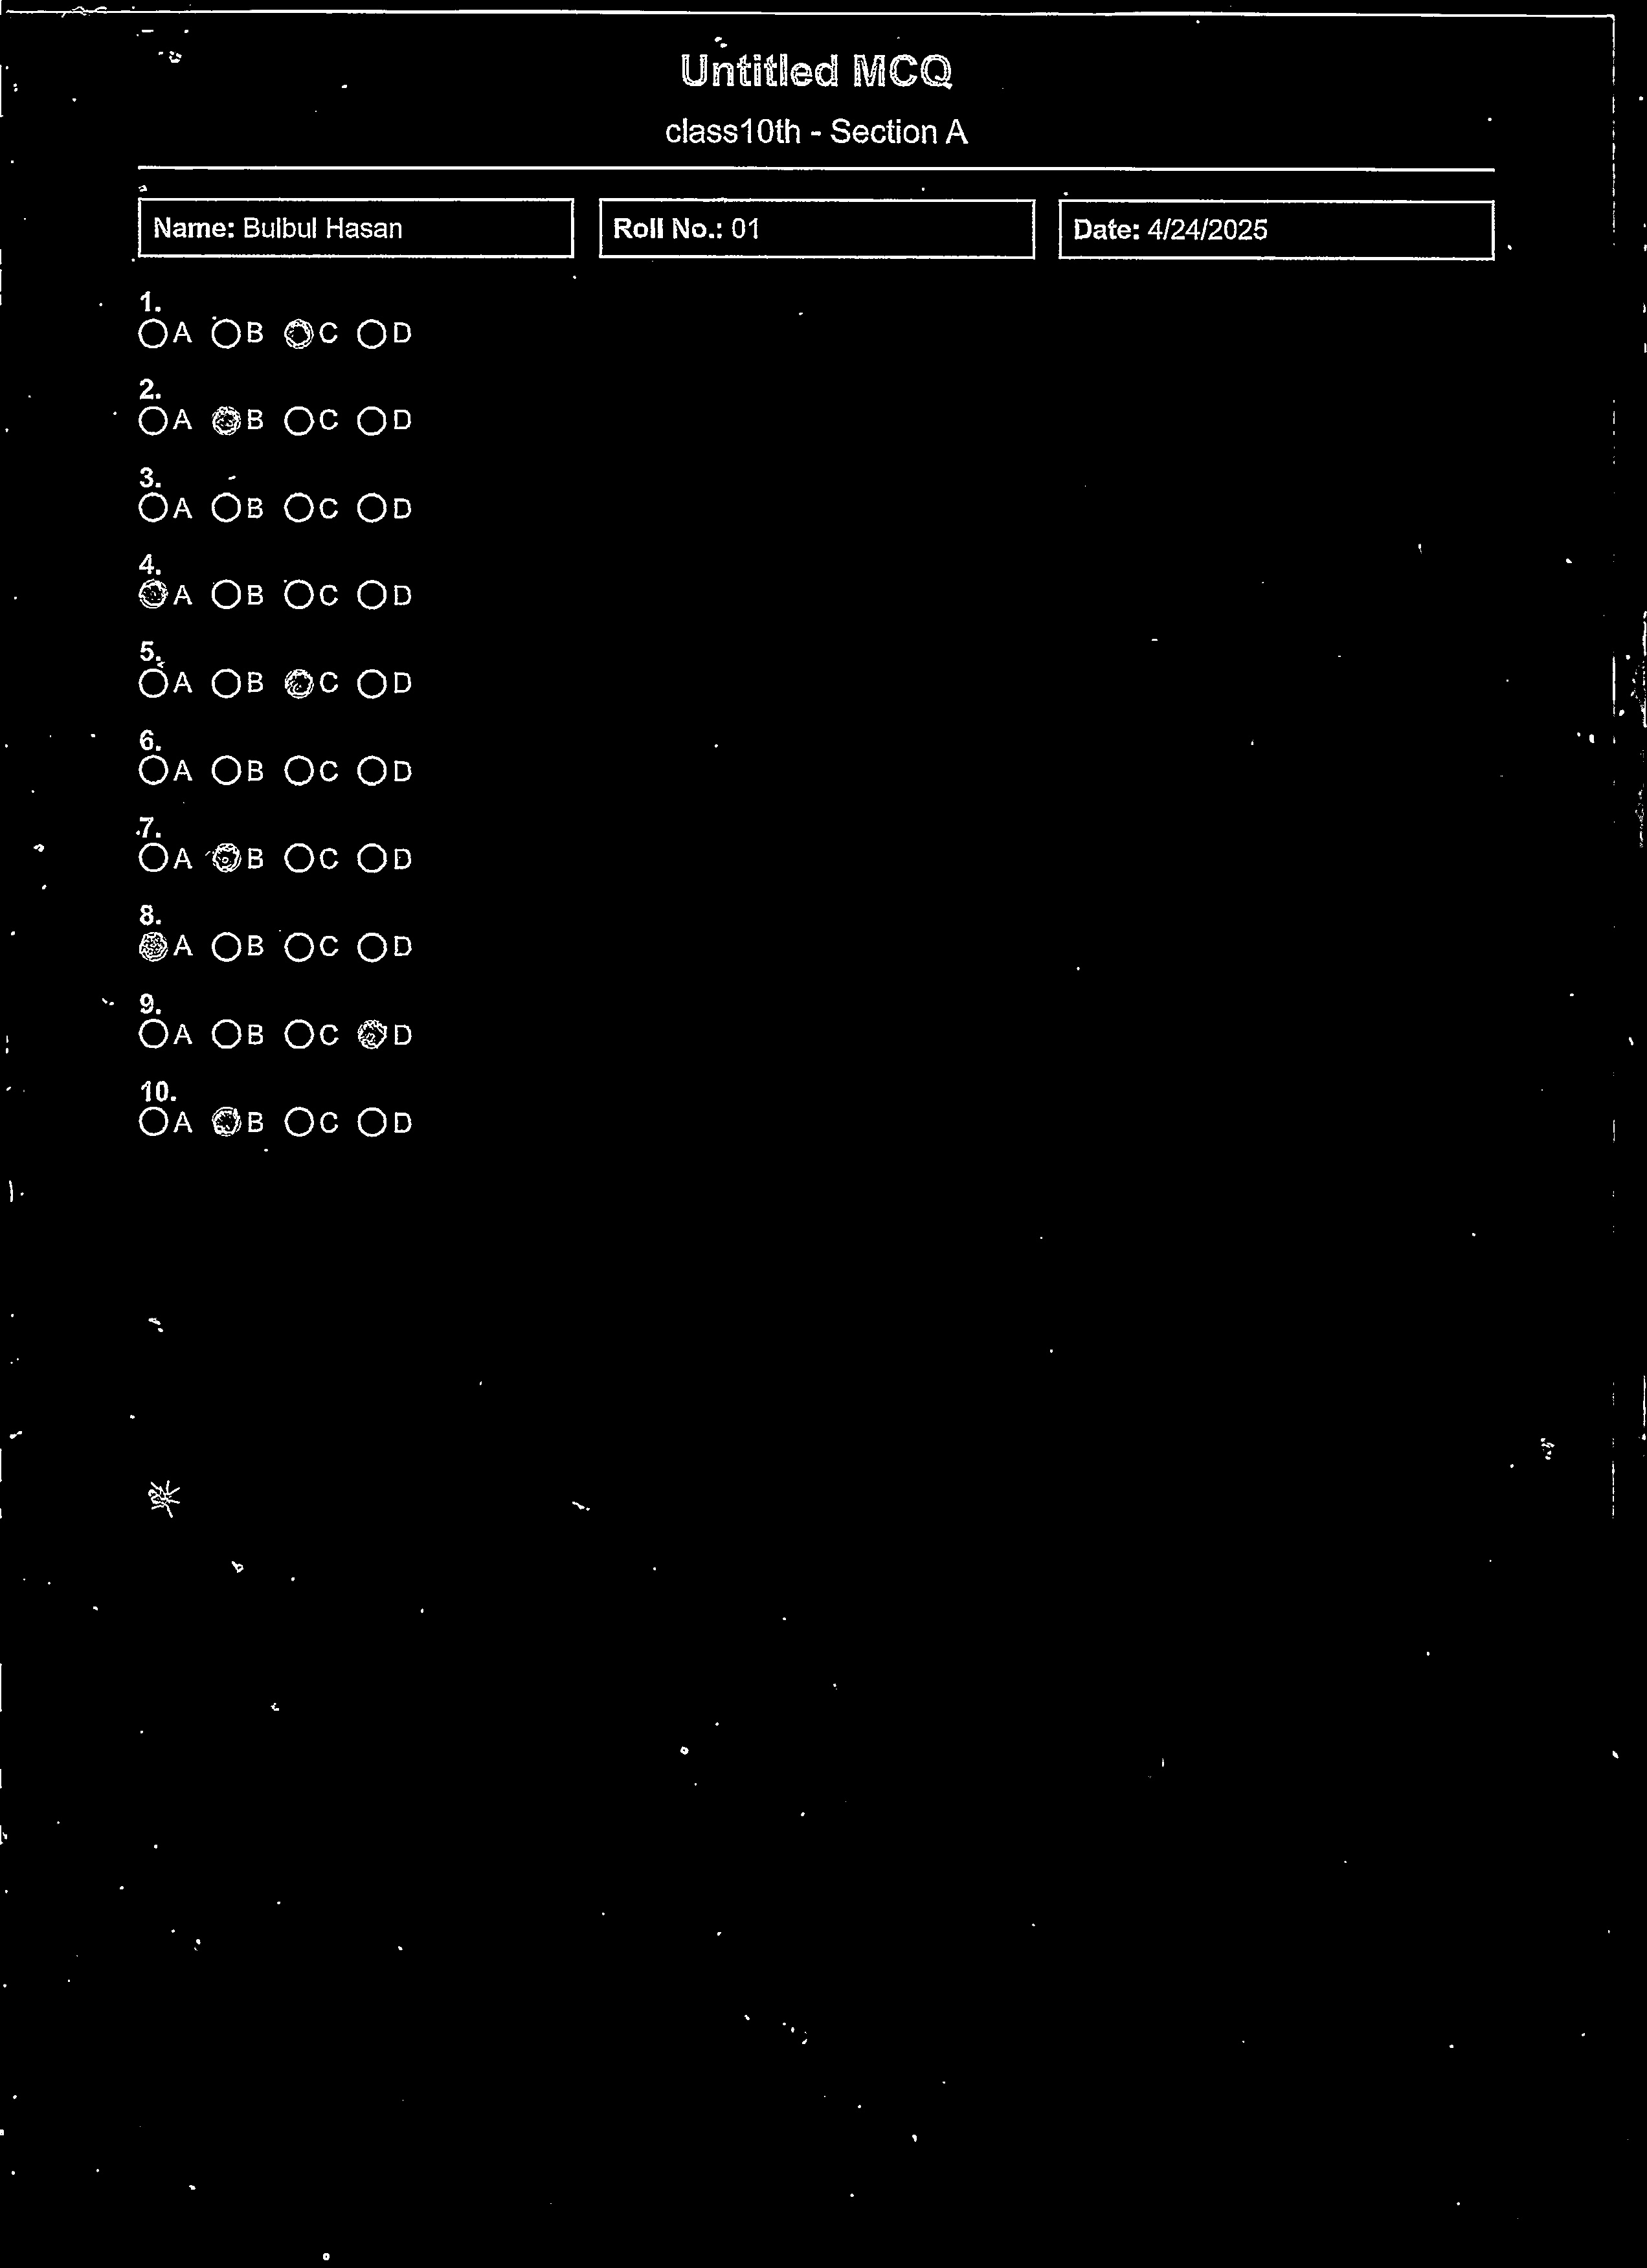 Untitled MCQ
class10th - Section A
Name: Bulbul Hasan
Roll No.: 01
Date: 4/24/2025
1.
A B C D
2.
A B C D
3.
A B C D
4.
A B C D
5.
A B C D
6.
A B C D
7.
A B C D
8.
A B C D
9.
A B C D
10.
A B C D